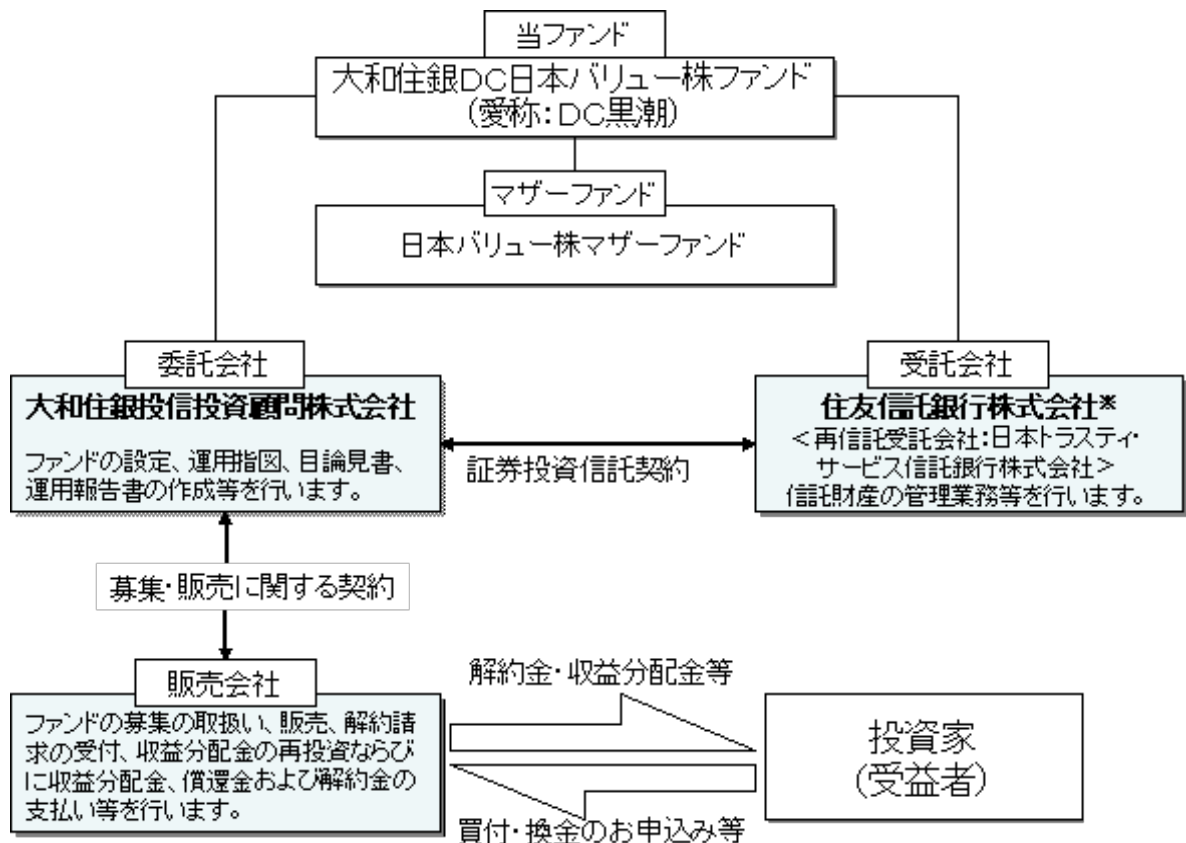 当ファンド
大和住銀DC日本バリュー株ファンド
(愛称:DC黒潮)
マザーファンド
日本バリュー株マザーファンド
委託会社
大和住銀投信投資顧問株式会社
ファンドの設定、運用指図、目論見書、
運用報告書の作成等を行います。
証券投資信託契約
受託会社
住友信託銀行株式会社※
<再信託受託会社:日本トラスティ・
サービス信託銀行株式会社>
信託財産の管理業務等を行います。
募集・販売に関する契約
販売会社
ファンドの募集の取扱い、販売、解約請
求の受付、収益分配金の再投資ならび
に収益分配金、償還金および解約金の
支払い等を行います。
解約金・収益分配金等
買付・換金のお申込み等
投資家
(受益者)